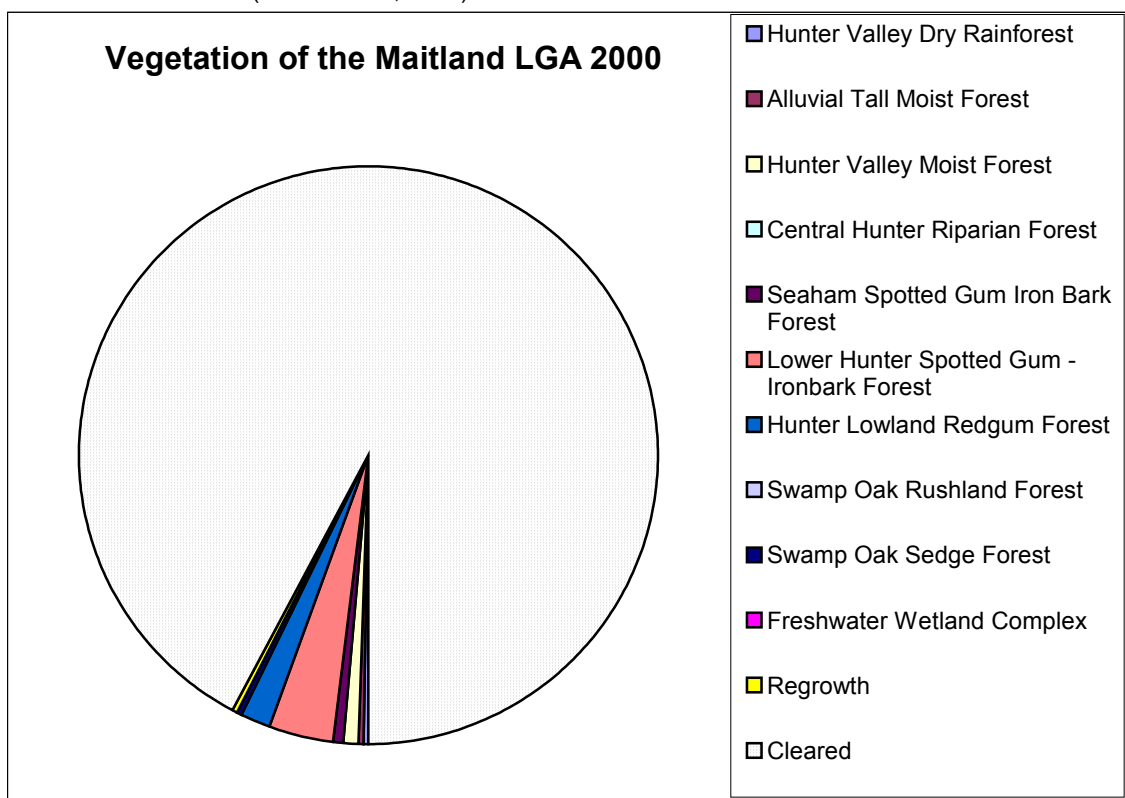 Vegetation of the Maitland LGA 2000
Hunter Valley Dry Rainforest
Alluvial Tall Moist Forest
Hunter Valley Moist Forest
Central Hunter Riparian Forest
Seaham Spotted Gum Iron Bark
Forest
Lower Hunter Spotted Gum -
Ironbark Forest
Hunter Lowland Redgum Forest
Swamp Oak Rushland Forest
Swamp Oak Sedge Forest
Freshwater Wetland Complex
Regrowth
Cleared